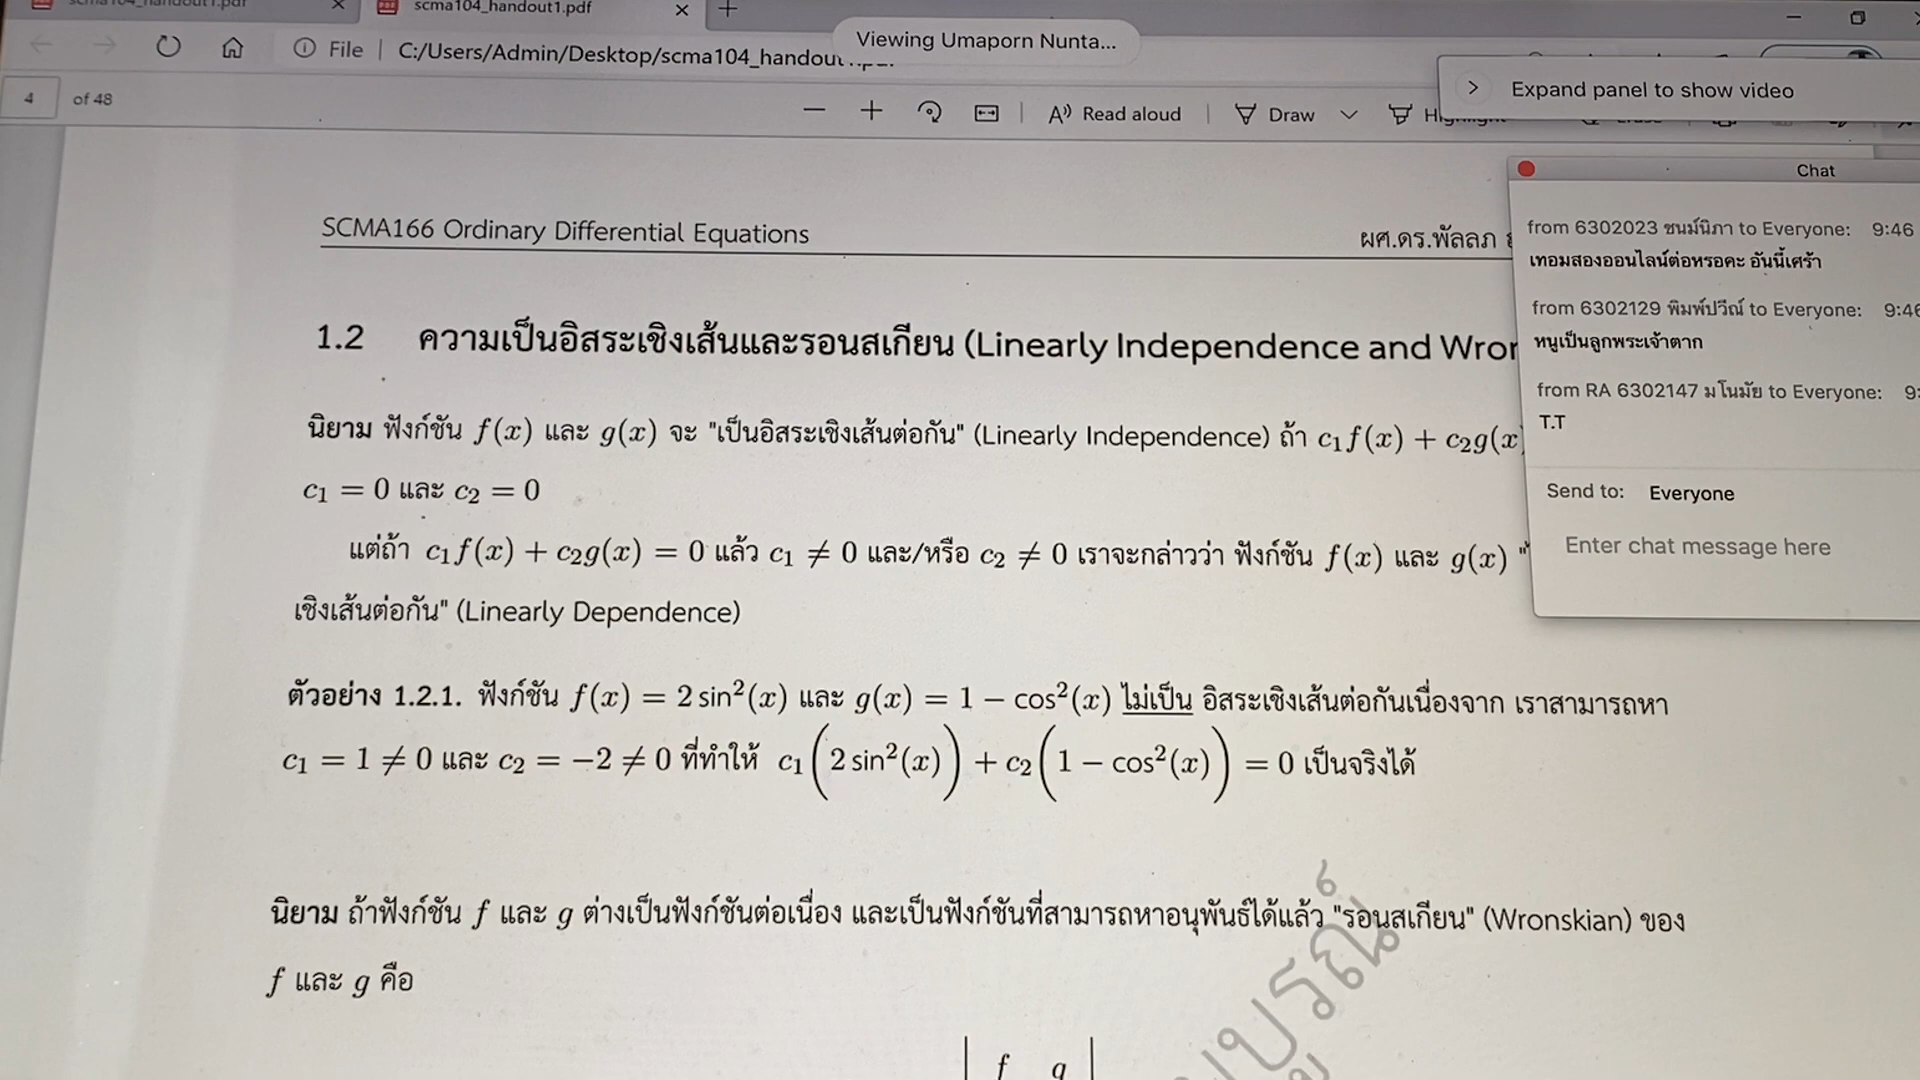 scma104_handout1.pdf
Viewing Umaporn Nunta...
File | C:/Users/Admin/Desktop/scma104_handout1.pdf
Expand panel to show video
4 of 48
Read aloud
Draw
Chat
SCMA166 Ordinary Differential Equations
ผศ.ดร.พัลลภ
from 6302023 ชนม์นิภา to Everyone: 9:46
เทอมสองออนไลน์ต่อหรอคะ อันนี้เศร้า
from 6302129 พิมพ์ปวีณ์ to Everyone: 9:46
หนูเป็นลูกพระเจ้าตาก
from RA 6302147 มโนมัย to Everyone: 9:
T.T
Send to: Everyone
Enter chat message here
1.2 ความเป็นอิสระเชิงเส้นและรอนสเกียน (Linearly Independence and Wron
นิยาม ฟังก์ชัน f(x) และ g(x) จะ "เป็นอิสระเชิงเส้นต่อกัน" (Linearly Independence) ถ้า c₁f(x) + c₂g(x)
c₁ = 0 และ c₂ = 0
แต่ถ้า c₁f(x) + c₂g(x) = 0 แล้ว c₁ ≠ 0 และ/หรือ c₂ ≠ 0 เราจะกล่าวว่า ฟังก์ชัน f(x) และ g(x) "
เชิงเส้นต่อกัน" (Linearly Dependence)
ตัวอย่าง 1.2.1. ฟังก์ชัน f(x) = 2 sin²(x) และ g(x) = 1 − cos²(x) ไม่เป็น อิสระเชิงเส้นต่อกันเนื่องจาก เราสามารถหา
c₁ = 1 ≠ 0 และ c₂ = −2 ≠ 0 ที่ทำให้ c₁(2 sin²(x)) + c₂(1 − cos²(x)) = 0 เป็นจริงได้
นิยาม ถ้าฟังก์ชัน f และ g ต่างเป็นฟังก์ชันต่อเนื่อง และเป็นฟังก์ชันที่สามารถหาอนุพันธ์ได้แล้ว "รอนสเกียน" (Wronskian) ของ
f และ g คือ
| f g |